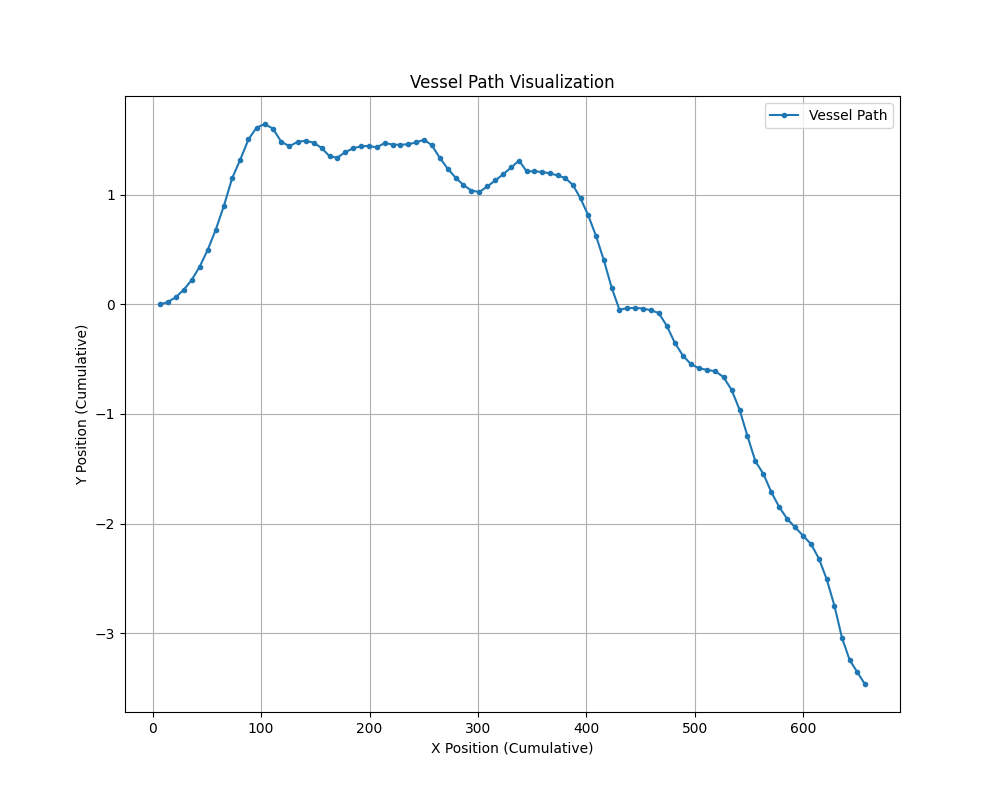 Vessel Path Visualization
Vessel Path
1
0
−1
−2
−3
Y Position (Cumulative)
0 100 200 300 400 500 600
X Position (Cumulative)